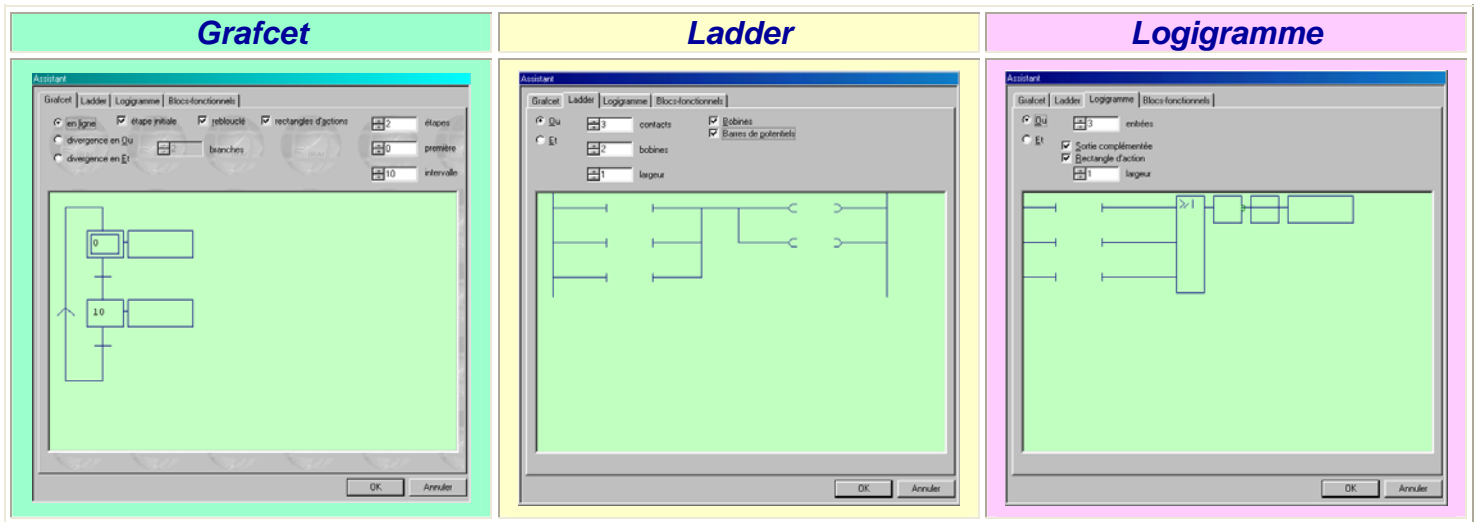 Grafcet
Ladder
Logigramme
Assistant
Grafcet Ladder Logigramme Blocs-fonctionnels
en ligne étape initiale rebouclé rectangles d'actions 2 étapes
divergence en Ou 2 branches 0 première
divergence en Et
10 intervalle
0
10
OK Annuler
Assistant
Grafcet Ladder Logigramme Blocs-fonctionnels
Ou 3 contacts Bobines
Barres de potentiels
Et 2 bobines
1 largeur
OK Annuler
Assistant
Grafcet Ladder Logigramme Blocs-fonctionnels
Ou 3 entrées
Et Sortie complémentée
Rectangle d'action
1 largeur
>1
OK Annuler